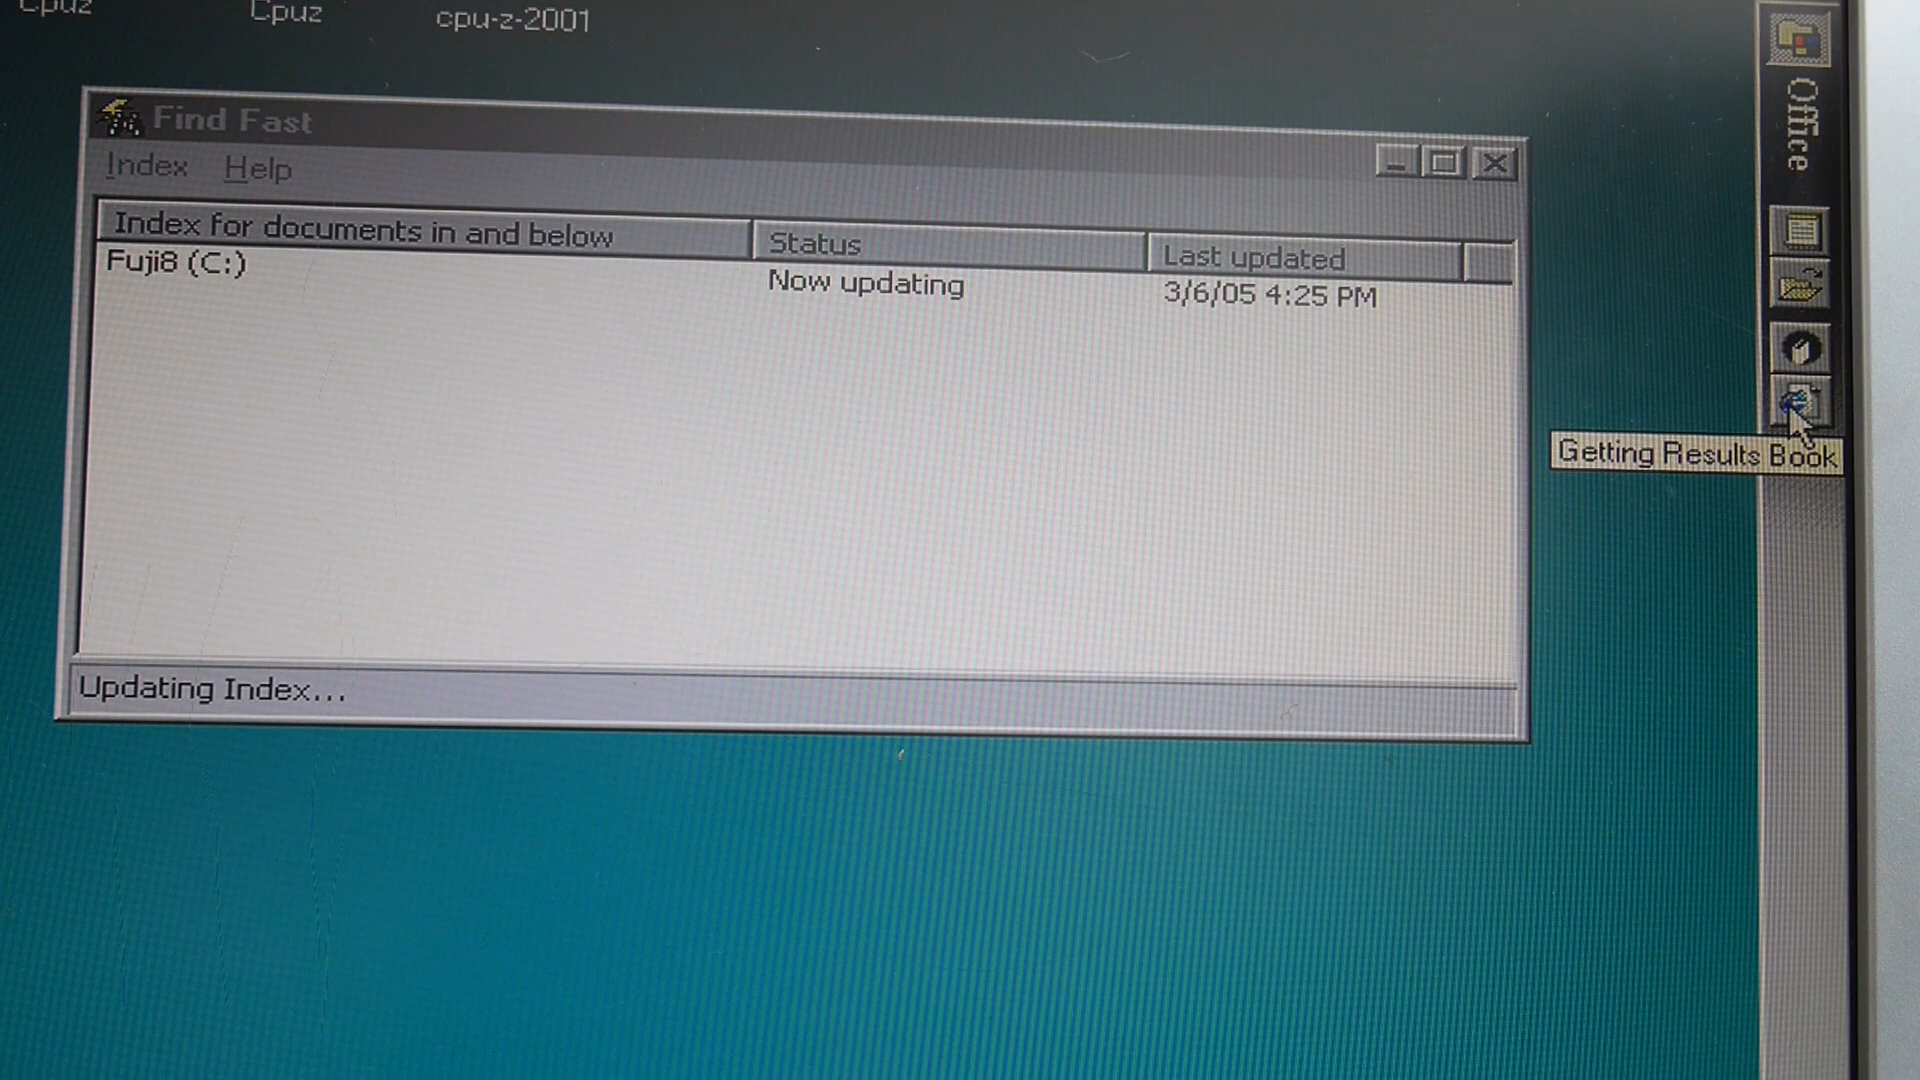 Cpuz
Cpuz
cpu-z-2001
Office
Find Fast
Index
Help
Index for documents in and below
Status
Last updated
Fuji8 (C:)
Now updating
3/6/05 4:25 PM
Getting Results Book
Updating Index...